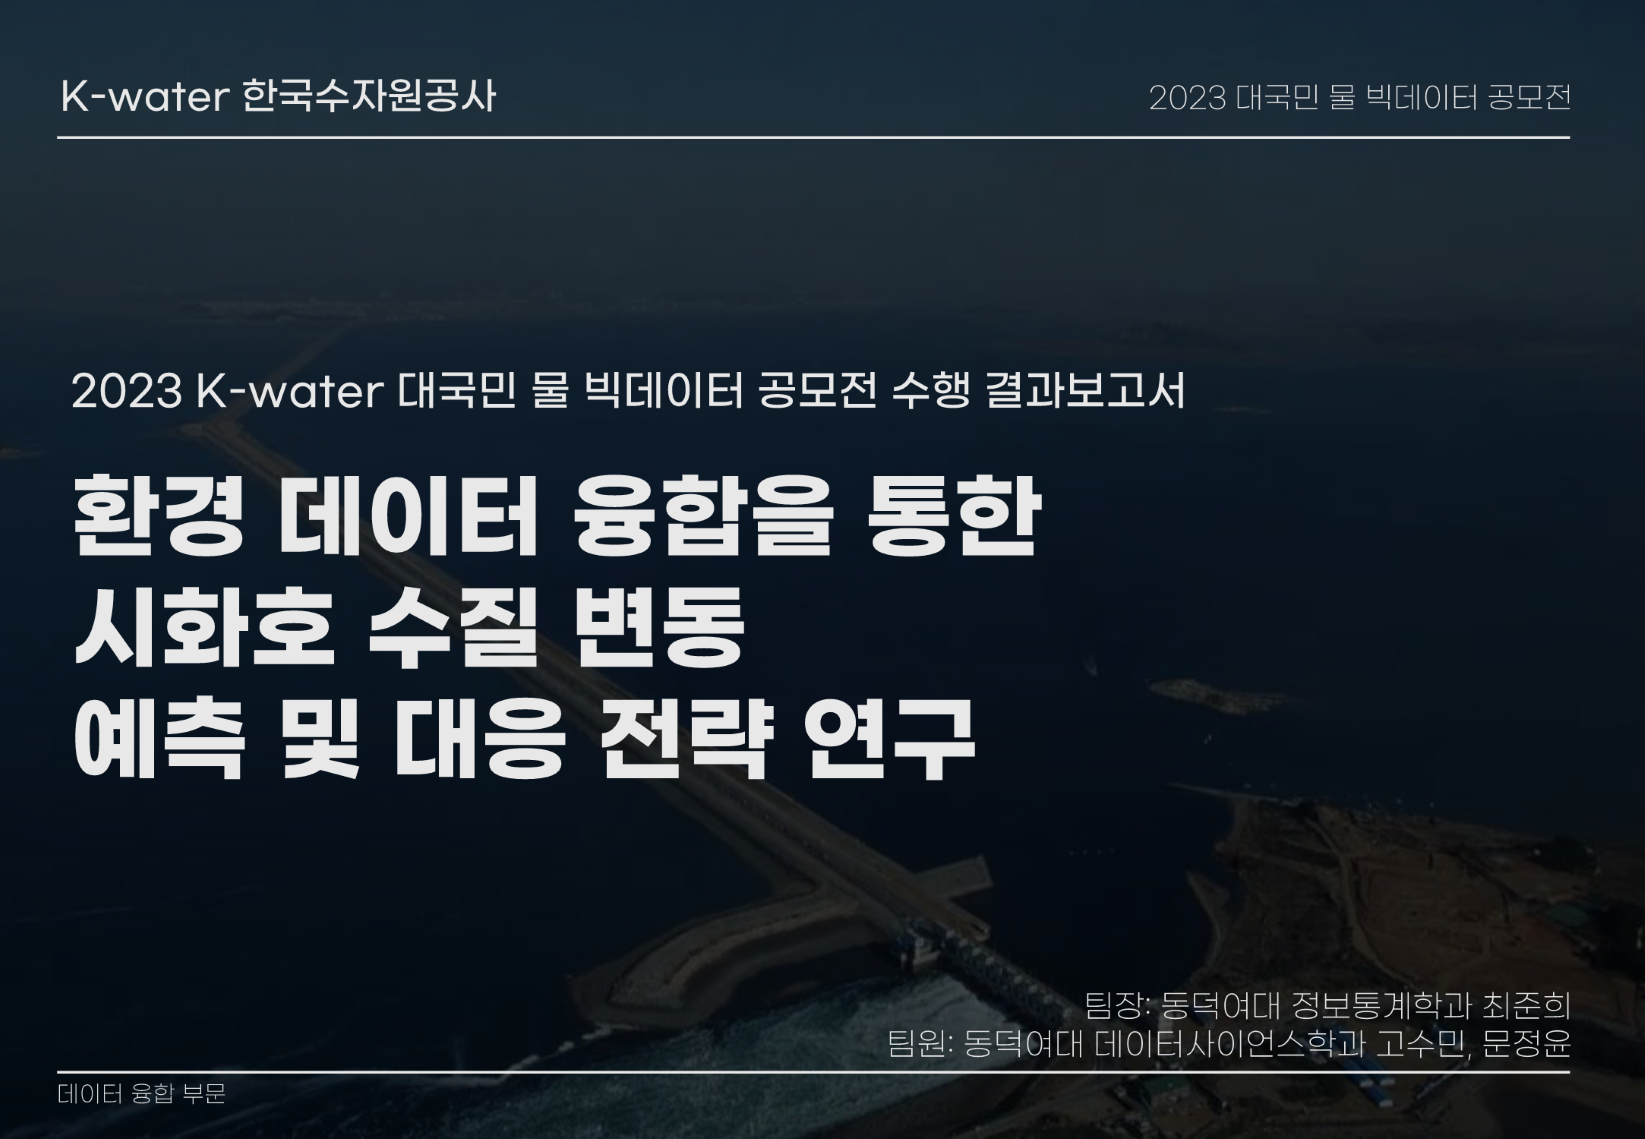 K-water 한국수자원공사
2023 대국민 물 빅데이터 공모전
2023 K-water 대국민 물 빅데이터 공모전 수행 결과보고서
환경 데이터 융합을 통한
시화호 수질 변동
예측 및 대응 전략 연구
팀장: 동덕여대 정보통계학과 최준희
팀원: 동덕여대 데이터사이언스학과 고수민, 문정윤
데이터 융합 부문